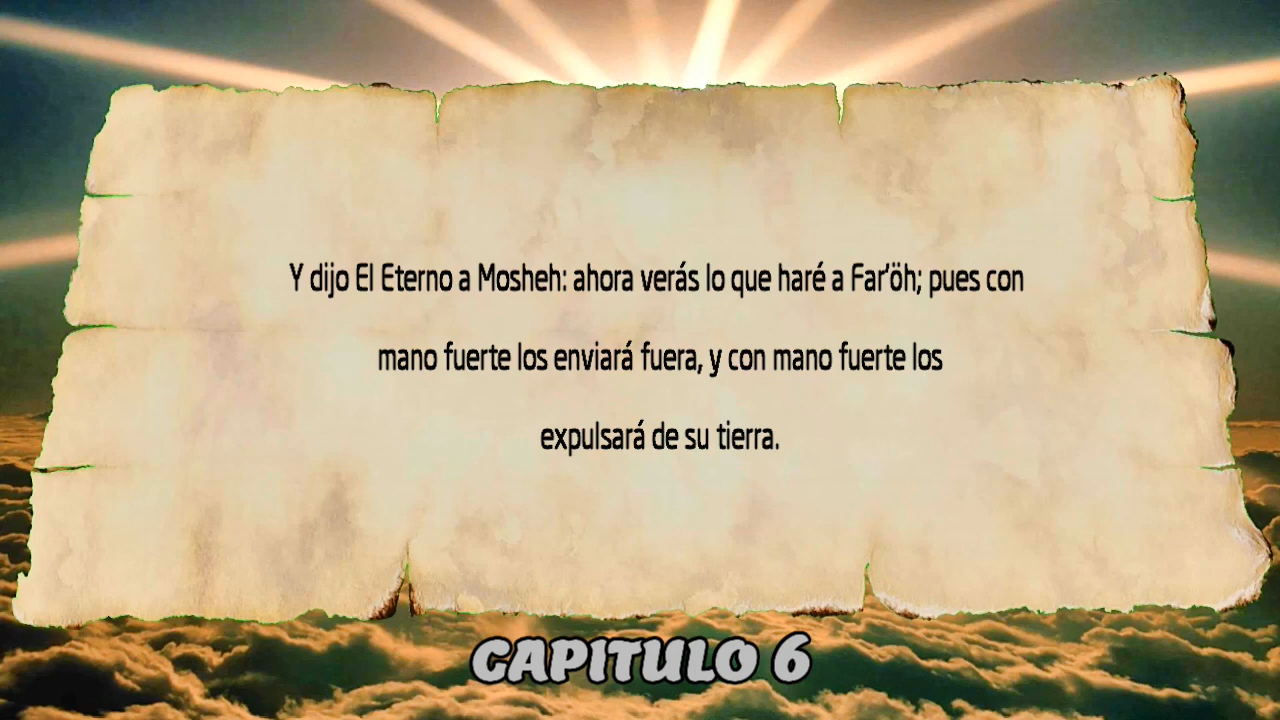 Y dijo El Eterno a Mosheh: ahora verás lo que haré a Far'öh; pues con
mano fuerte los enviará fuera, y con mano fuerte los
expulsará de su tierra.
CAPITULO 6